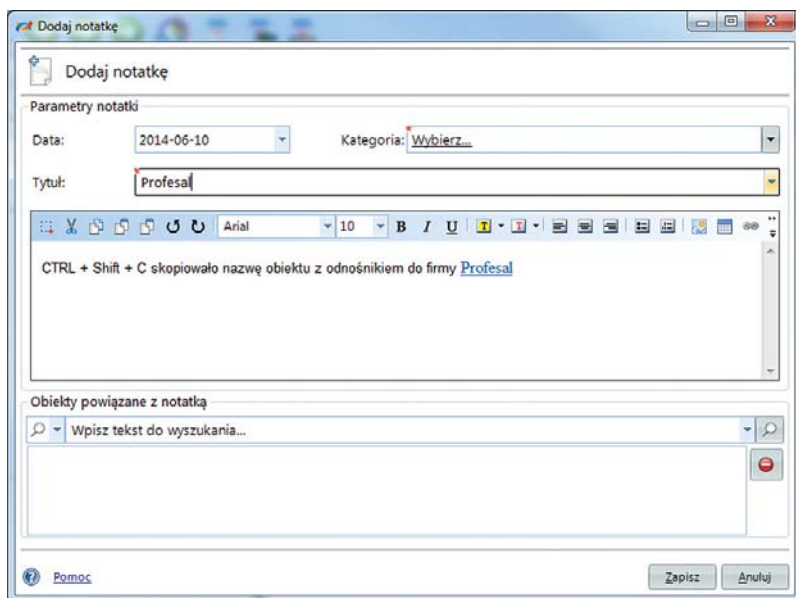 Dodaj notatkę
Dodaj notatkę
Parametry notatki
Data: 2014-06-10 Kategoria: Wybierz...
Tytuł: Profesal
Arial 10 B I U T T
CTRL + Shift + C skopiowało nazwę obiektu z odnośnikiem do firmy Profesal
Obiekty powiązane z notatką
Wpisz tekst do wyszukania...
Pomoc Zapisz Anuluj